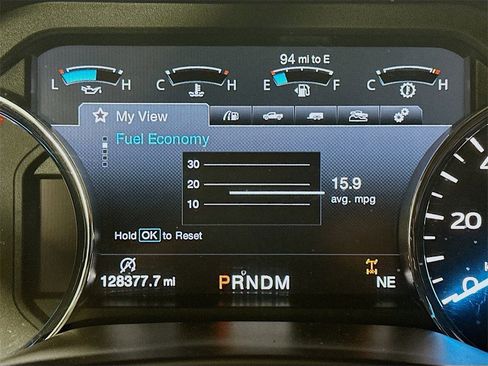 94 mi to E
L H C H E F C H
My View
Fuel Economy
30
20
10
15.9
avg. mpg
Hold OK to Reset
128377.7 mi
PRNDM
NE
20
0